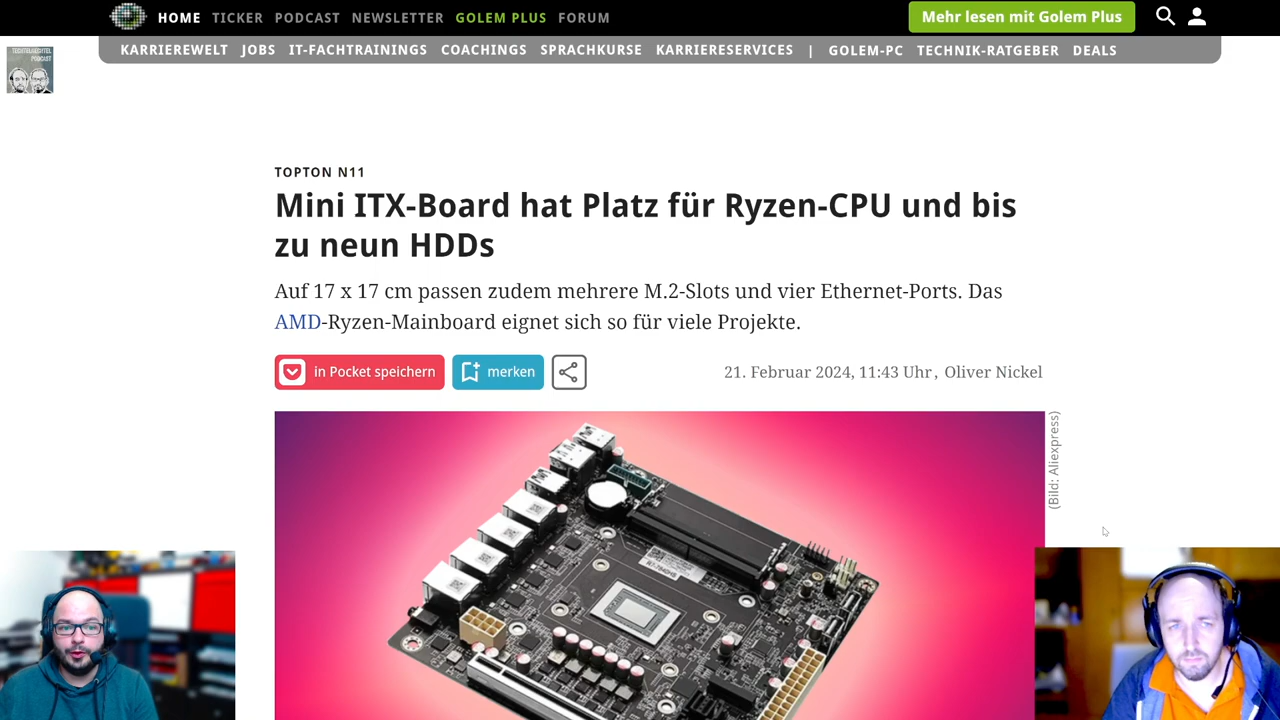 HOME TICKER PODCAST NEWSLETTER GOLEM PLUS FORUM Mehr lesen mit Golem Plus
KARRIEREWELT JOBS IT-FACHTRAININGS COACHINGS SPRACHKURSE KARRIERESERVICES | GOLEM-PC TECHNIK-RATGEBER DEALS
TECHTELMECHTEL
PODCAST
TOPTON N11
Mini ITX-Board hat Platz für Ryzen-CPU und bis
zu neun HDDs
Auf 17 x 17 cm passen zudem mehrere M.2-Slots und vier Ethernet-Ports. Das
AMD-Ryzen-Mainboard eignet sich so für viele Projekte.
in Pocket speichern merken 21. Februar 2024, 11:43 Uhr, Oliver Nickel
(Bild: Aliexpress)